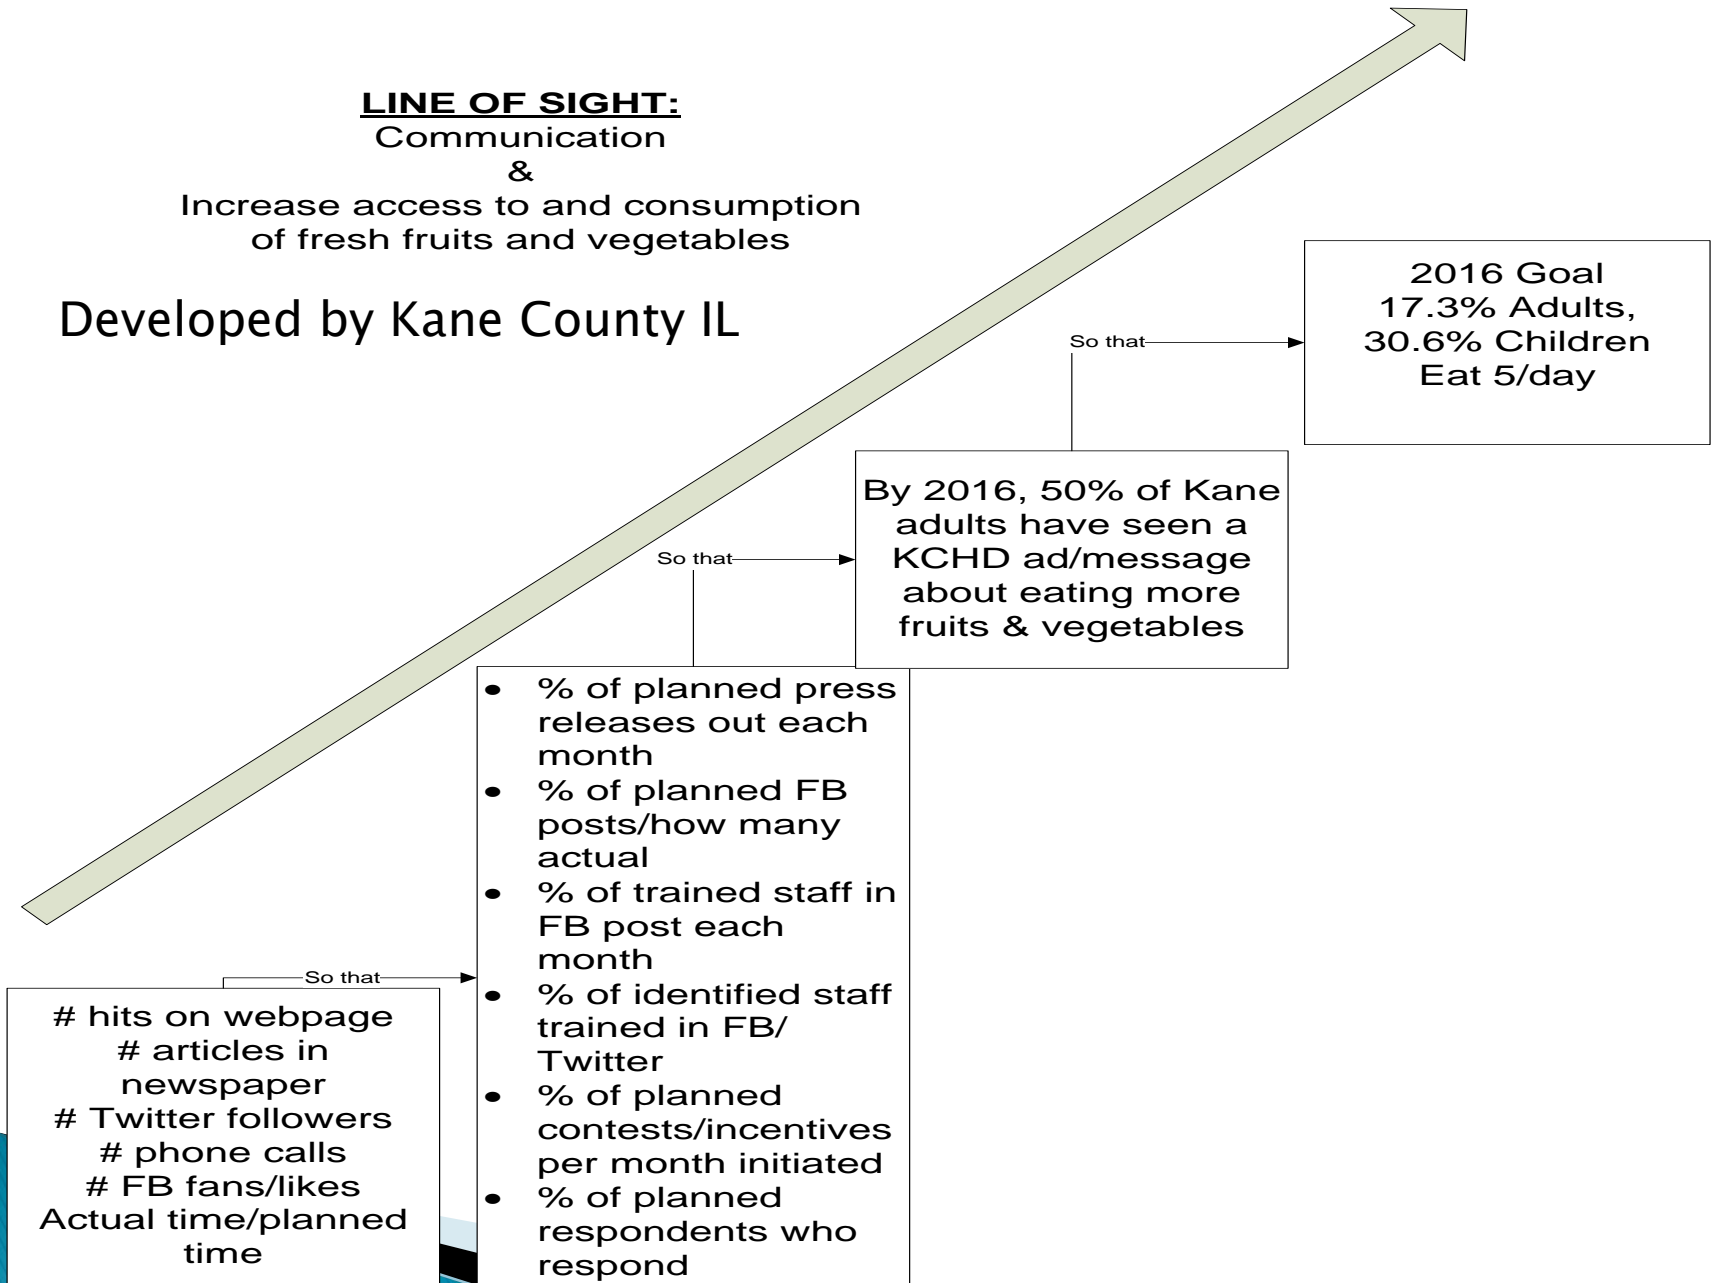 LINE OF SIGHT:
Communication
&
Increase access to and consumption
of fresh fruits and vegetables
Developed by Kane County IL
2016 Goal
17.3% Adults,
30.6% Children
Eat 5/day
So that
By 2016, 50% of Kane
adults have seen a
KCHD ad/message
about eating more
fruits & vegetables
So that
• % of planned press
releases out each
month
• % of planned FB
posts/how many
actual
• % of trained staff in
FB post each
month
• % of identified staff
trained in FB/
Twitter
• % of planned
contests/incentives
per month initiated
• % of planned
respondents who
respond
So that
# hits on webpage
# articles in
newspaper
# Twitter followers
# phone calls
# FB fans/likes
Actual time/planned
time